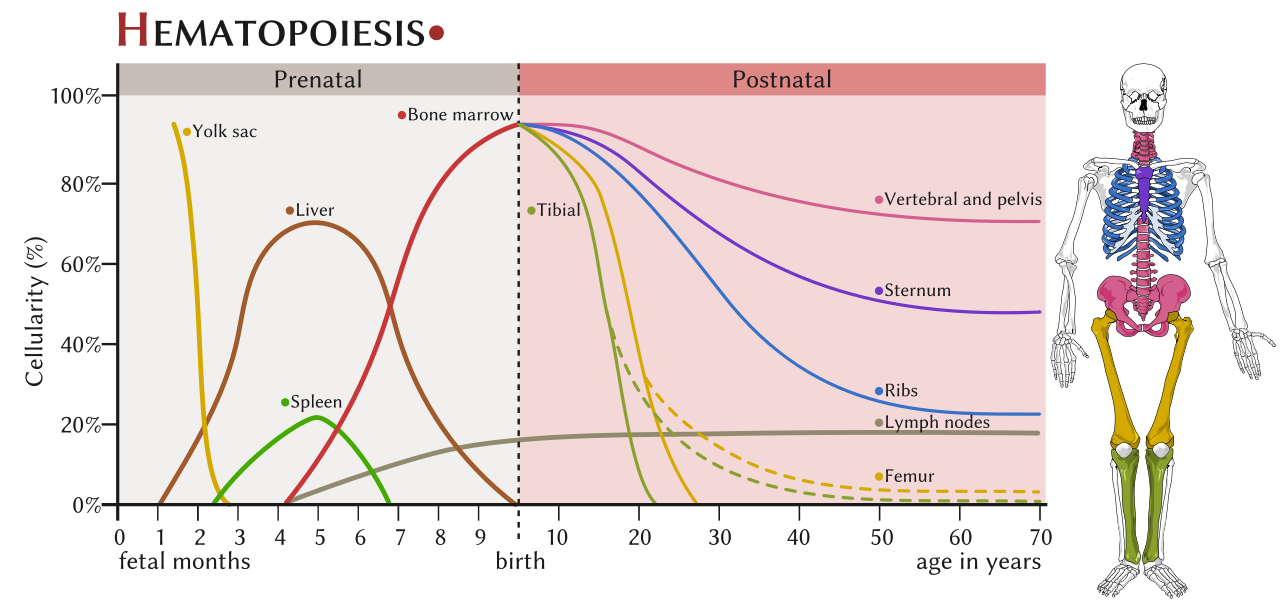 HEMATOPOIESIS
Prenatal Postnatal
Cellularity (%)
100%
80%
60%
40%
20%
0%
Yolk sac
Liver
Spleen
Bone marrow
Tibial
Vertebral and pelvis
Sternum
Ribs
Lymph nodes
Femur
0 1 2 3 4 5 6 7 8 9 10 20 30 40 50 60 70
fetal months birth age in years